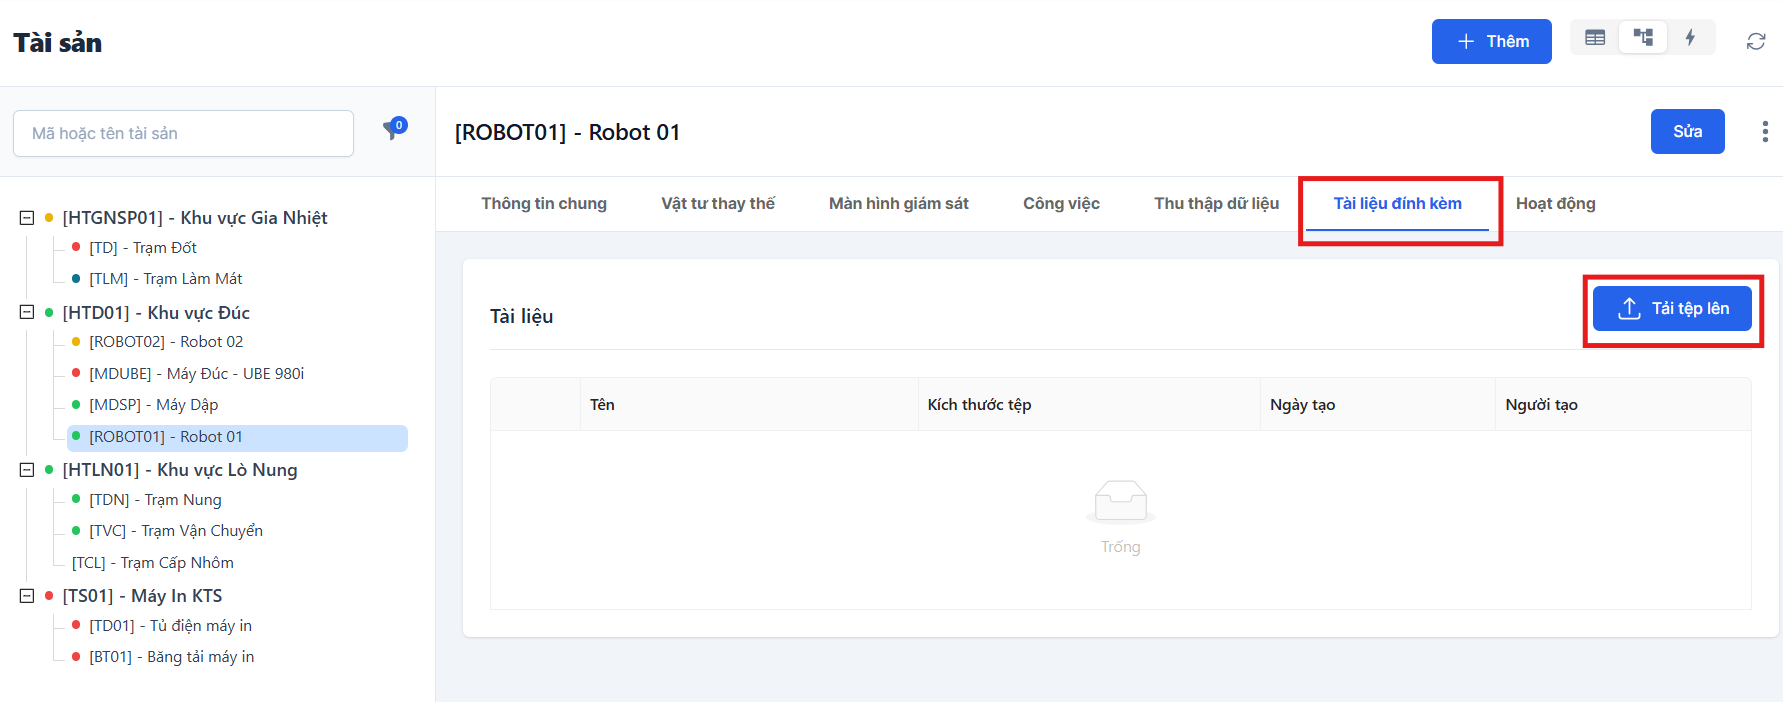 Tài sản
Thêm
Mã hoặc tên tài sản
0
[HTGNSP01] - Khu vực Gia Nhiệt
[TD] - Trạm Đốt
[TLM] - Trạm Làm Mát
[HTD01] - Khu vực Đúc
[ROBOT02] - Robot 02
[MDUBE] - Máy Đúc - UBE 980i
[MDSP] - Máy Dập
[ROBOT01] - Robot 01
[HTLN01] - Khu vực Lò Nung
[TDN] - Trạm Nung
[TVC] - Trạm Vận Chuyển
[TCL] - Trạm Cấp Nhôm
[TS01] - Máy In KTS
[TD01] - Tủ điện máy in
[BT01] - Băng tải máy in
[ROBOT01] - Robot 01
Sửa
Thông tin chung Vật tư thay thế Màn hình giám sát Công việc Thu thập dữ liệu Tài liệu đính kèm Hoạt động
Tài liệu
Tải tệp lên
Tên Kích thước tệp Ngày tạo Người tạo
Trống